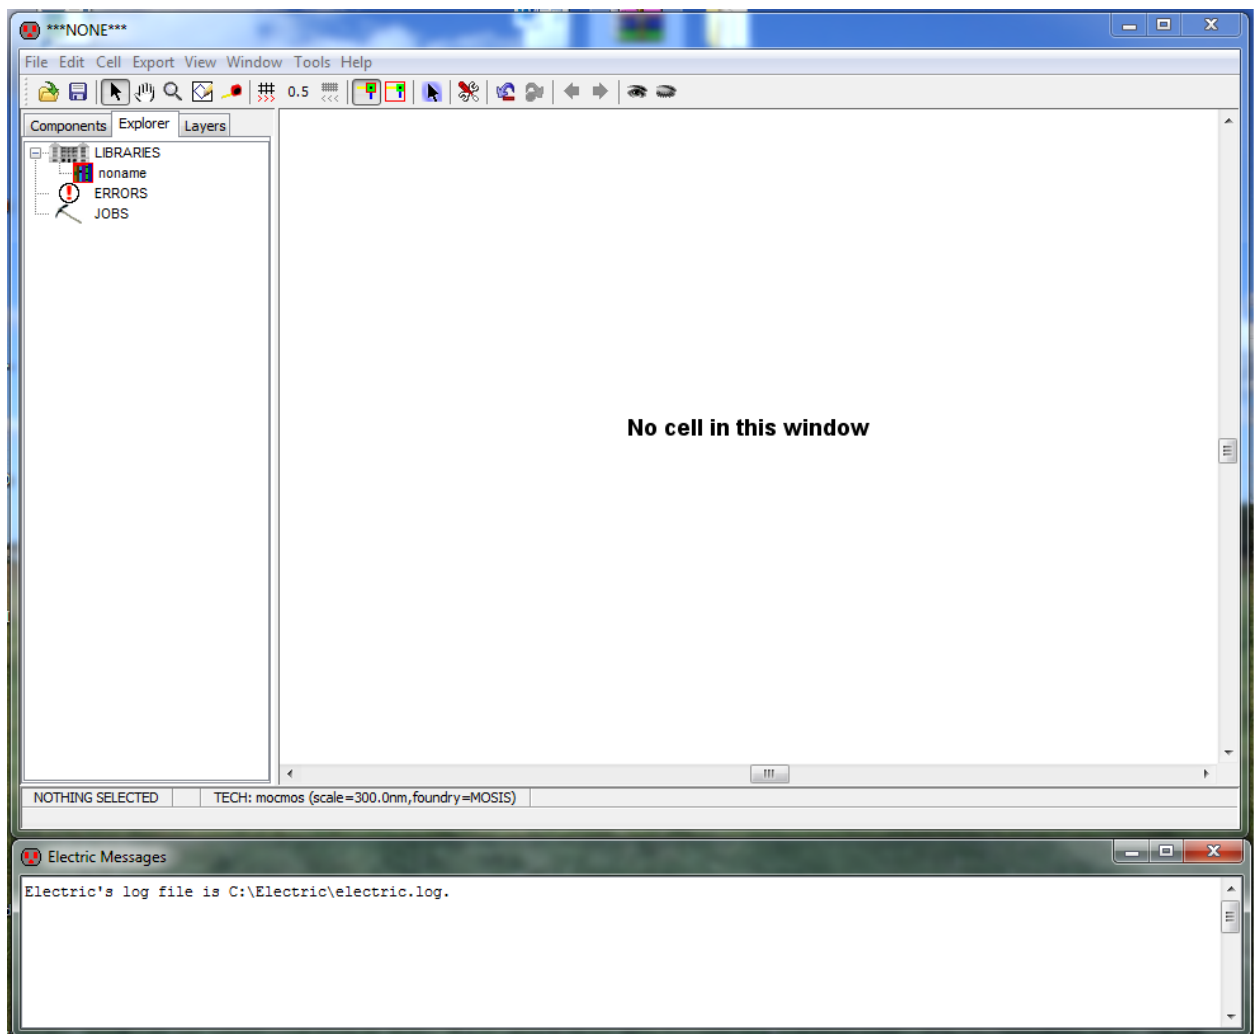 ***NONE***
File Edit Cell Export View Window Tools Help
0.5
Components Explorer Layers
LIBRARIES
noname
ERRORS
JOBS
No cell in this window
NOTHING SELECTED TECH: mocmos (scale=300.0nm,foundry=MOSIS)
Electric Messages
Electric's log file is C:\Electric\electric.log.